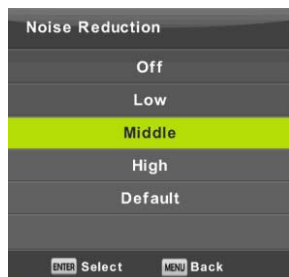 Noise Reduction
Off
Low
Middle
High
Default
ENTER Select MENU Back